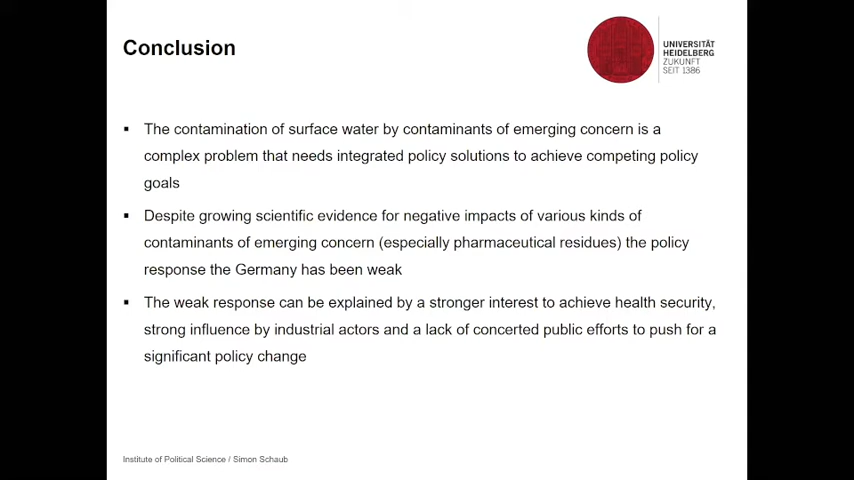 Conclusion
UNIVERSITÄT
HEIDELBERG
ZUKUNFT
SEIT 1386
▪ The contamination of surface water by contaminants of emerging concern is a
complex problem that needs integrated policy solutions to achieve competing policy
goals
▪ Despite growing scientific evidence for negative impacts of various kinds of
contaminants of emerging concern (especially pharmaceutical residues) the policy
response the Germany has been weak
▪ The weak response can be explained by a stronger interest to achieve health security,
strong influence by industrial actors and a lack of concerted public efforts to push for a
significant policy change
Institute of Political Science / Simon Schaub